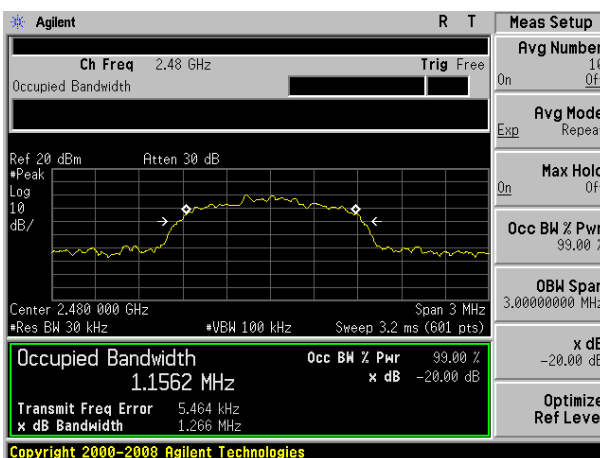 Agilent R T
Meas Setup
Ch Freq 2.48 GHz Trig Free
Occupied Bandwidth
Avg Number
10
On Off
Avg Mode
Exp Repeat
Max Hold
On Off
Occ BW % Pwr
99.00 %
OBW Span
3.00000000 MHz
x dB
-20.00 dB
Optimize
Ref Level
Ref 20 dBm Atten 30 dB
#Peak
Log
10
dB/
Center 2.480 000 GHz Span 3 MHz
#Res BW 30 kHz #VBW 100 kHz Sweep 3.2 ms (601 pts)
Occupied Bandwidth Occ BW % Pwr 99.00 %
1.1562 MHz x dB -20.00 dB
Transmit Freq Error 5.464 kHz
x dB Bandwidth 1.266 MHz
Copyright 2000-2008 Agilent Technologies